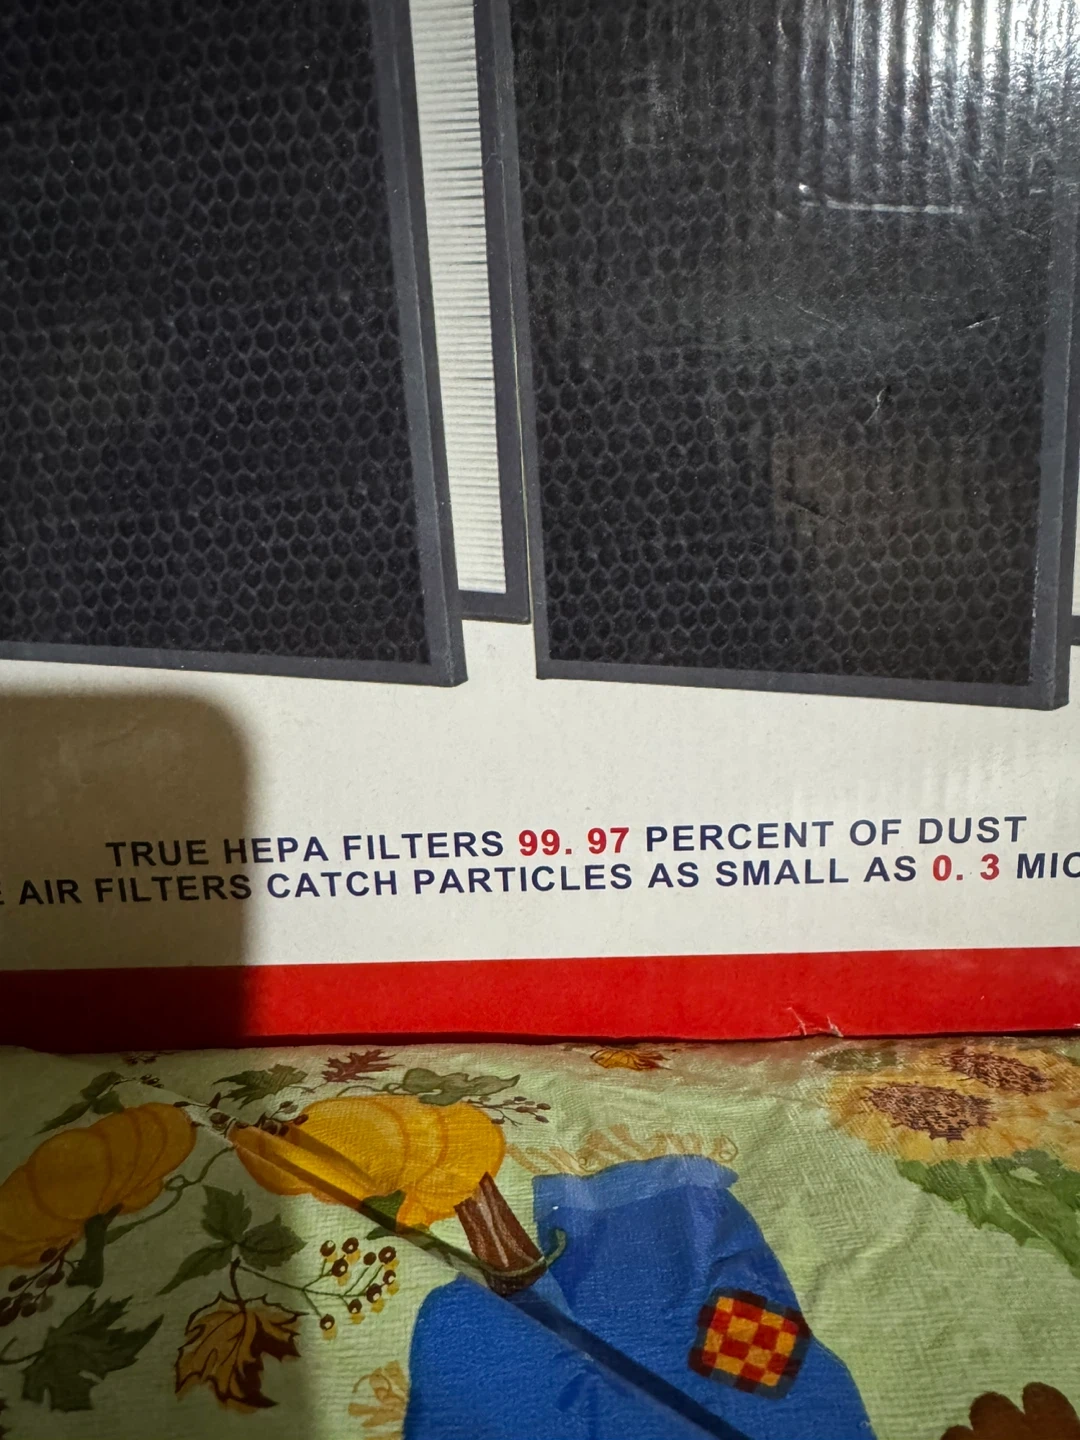 TRUE HEPA FILTERS 99. 97 PERCENT OF DUST
AIR FILTERS CATCH PARTICLES AS SMALL AS 0. 3